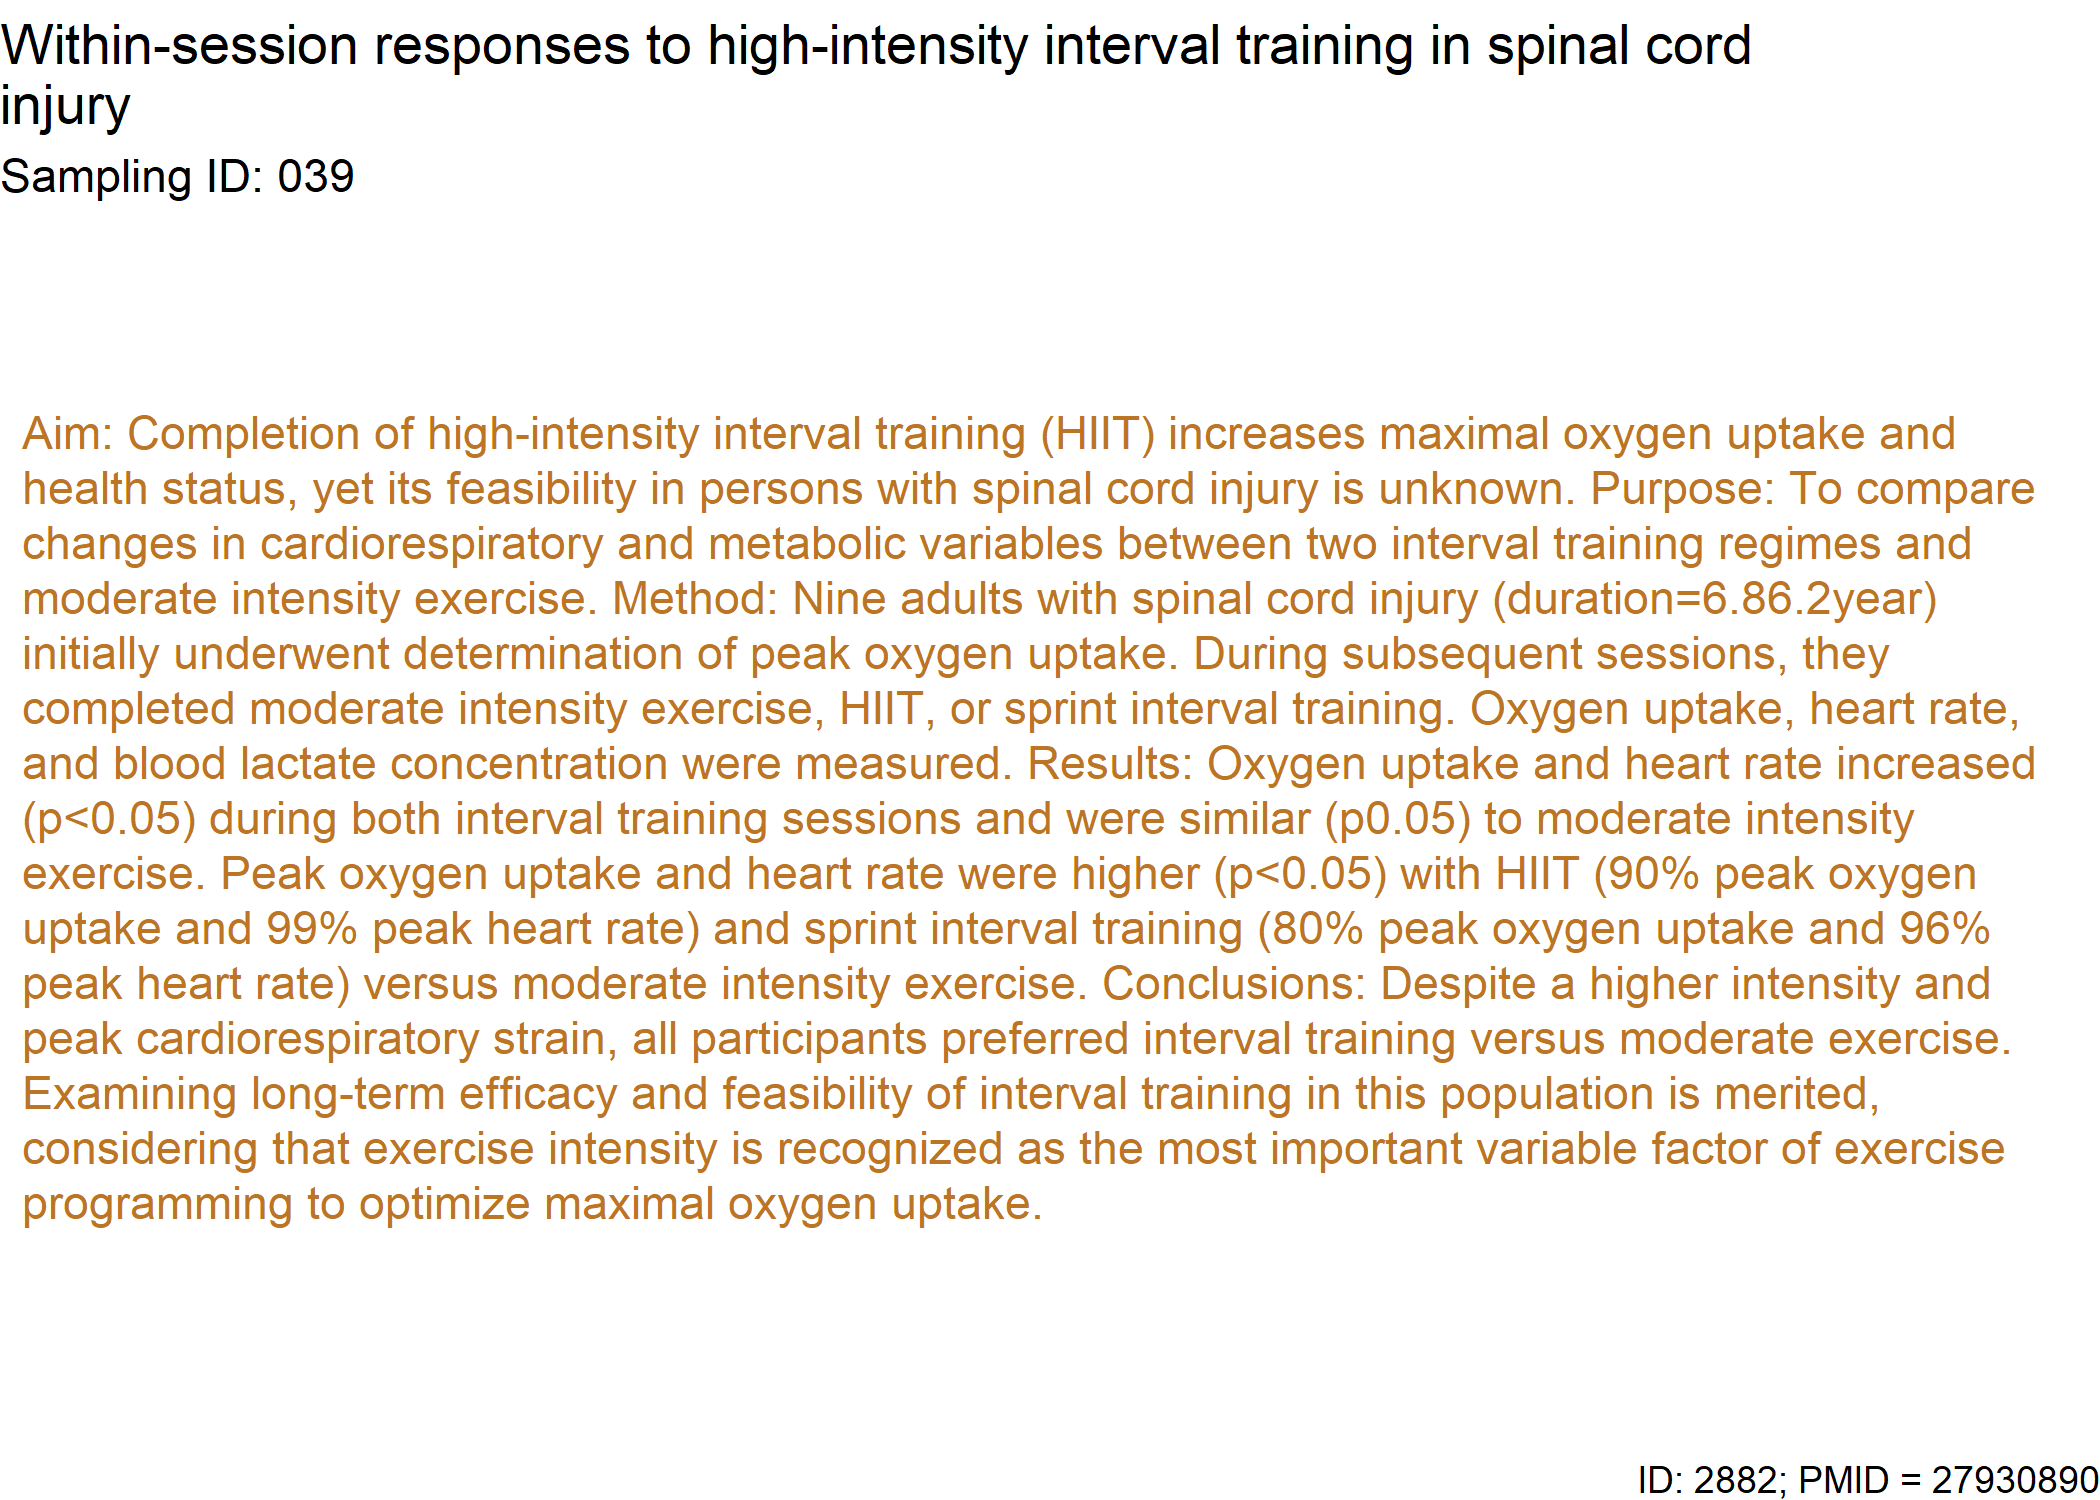 Within-session responses to high-intensity interval training in spinal cord
injury
Sampling ID: 039
Aim: Completion of high-intensity interval training (HIIT) increases maximal oxygen uptake and
health status, yet its feasibility in persons with spinal cord injury is unknown. Purpose: To compare
changes in cardiorespiratory and metabolic variables between two interval training regimes and
moderate intensity exercise. Method: Nine adults with spinal cord injury (duration=6.86.2year)
initially underwent determination of peak oxygen uptake. During subsequent sessions, they
completed moderate intensity exercise, HIIT, or sprint interval training. Oxygen uptake, heart rate,
and blood lactate concentration were measured. Results: Oxygen uptake and heart rate increased
(p<0.05) during both interval training sessions and were similar (p0.05) to moderate intensity
exercise. Peak oxygen uptake and heart rate were higher (p<0.05) with HIIT (90% peak oxygen
uptake and 99% peak heart rate) and sprint interval training (80% peak oxygen uptake and 96%
peak heart rate) versus moderate intensity exercise. Conclusions: Despite a higher intensity and
peak cardiorespiratory strain, all participants preferred interval training versus moderate exercise.
Examining long-term efficacy and feasibility of interval training in this population is merited,
considering that exercise intensity is recognized as the most important variable factor of exercise
programming to optimize maximal oxygen uptake.
ID: 2882; PMID = 27930890